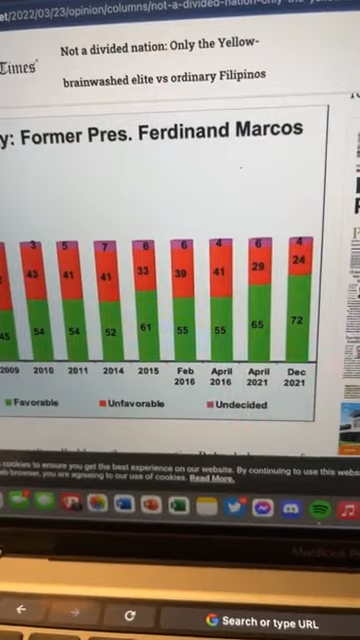 et/2022/03/23/opinion/columns/not-a-divided-nation-only-the-yellow
Times
Not a divided nation: Only the Yellow-
brainwashed elite vs ordinary Filipinos
y: Former Pres. Ferdinand Marcos
3 5 7 6 6 4 6 4
43 41 41 33 39 41 29 24
45 54 54 52 61 55 55 65 72
2009 2010 2011 2014 2015 Feb 2016 April 2016 April 2021 Dec 2021
Favorable Unfavorable Undecided
cookies to ensure you get the best experience on our website. By continuing to use this webs
eb browser, you are agreeing to our use of cookies. Read More.
MacBook
Search or type URL